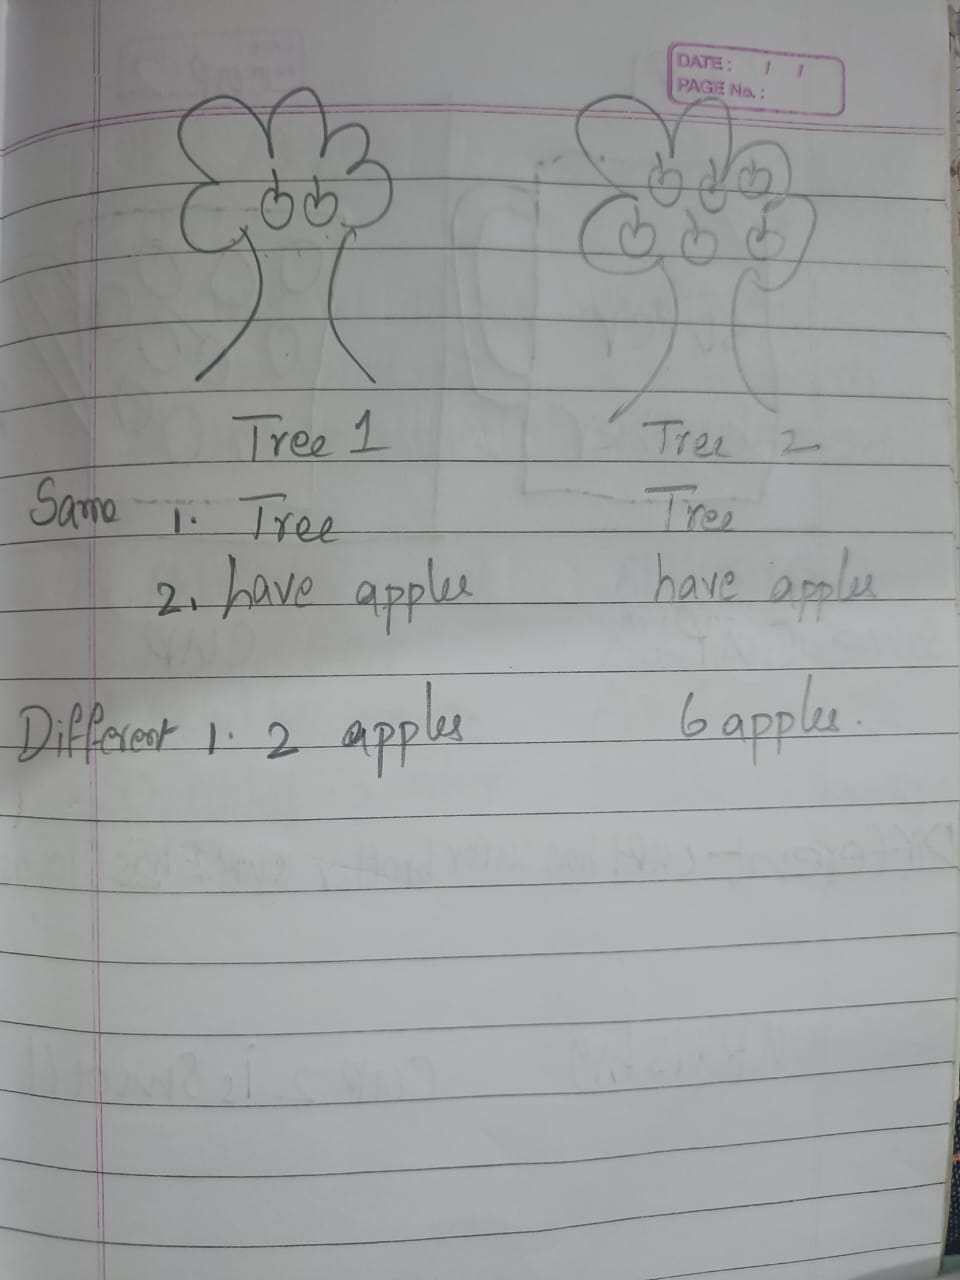 DATE: / /
PAGE No.:
Tree 1 Tree 2
Same 1. Tree Tree
2. have apples have apples
Different 1. 2 apples 6 apples.